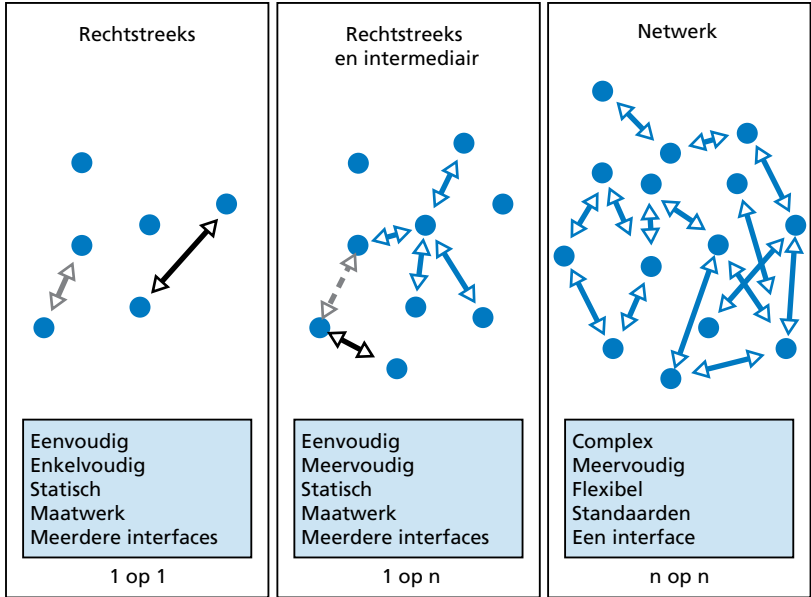 Rechtstreeks
Eenvoudig
Enkelvoudig
Statisch
Maatwerk
Meerdere interfaces
1 op 1
Rechtstreeks
en intermediair
Eenvoudig
Meervoudig
Statisch
Maatwerk
Meerdere interfaces
1 op n
Netwerk
Complex
Meervoudig
Flexibel
Standaarden
Een interface
n op n